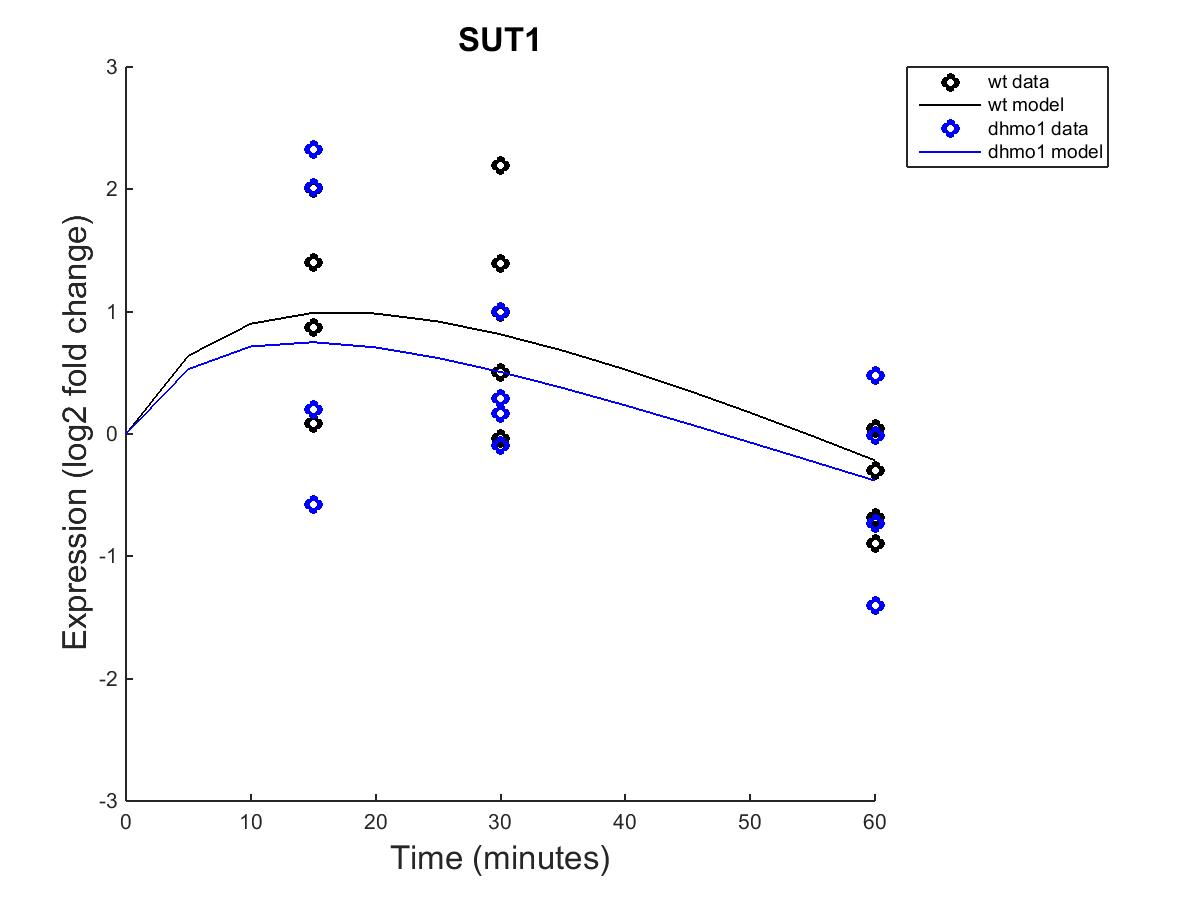 SUT1
wt data
wt model
dhmo1 data
dhmo1 model
Expression (log2 fold change)
3
2
1
0
-1
-2
-3
0 10 20 30 40 50 60
Time (minutes)